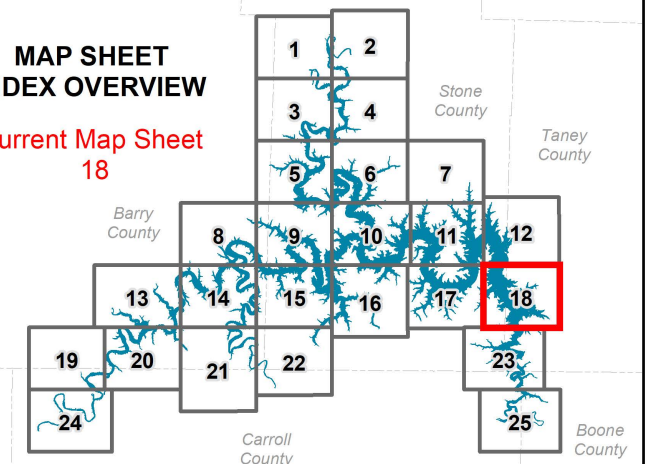 MAP SHEET
DEX OVERVIEW
urrent Map Sheet
18
1
2
3
4
Stone
County
Taney
County
5
6
7
Barry
County
8
9
10
11
12
13
14
15
16
17
18
19
20
21
22
23
24
25
Carroll
County
Boone
County